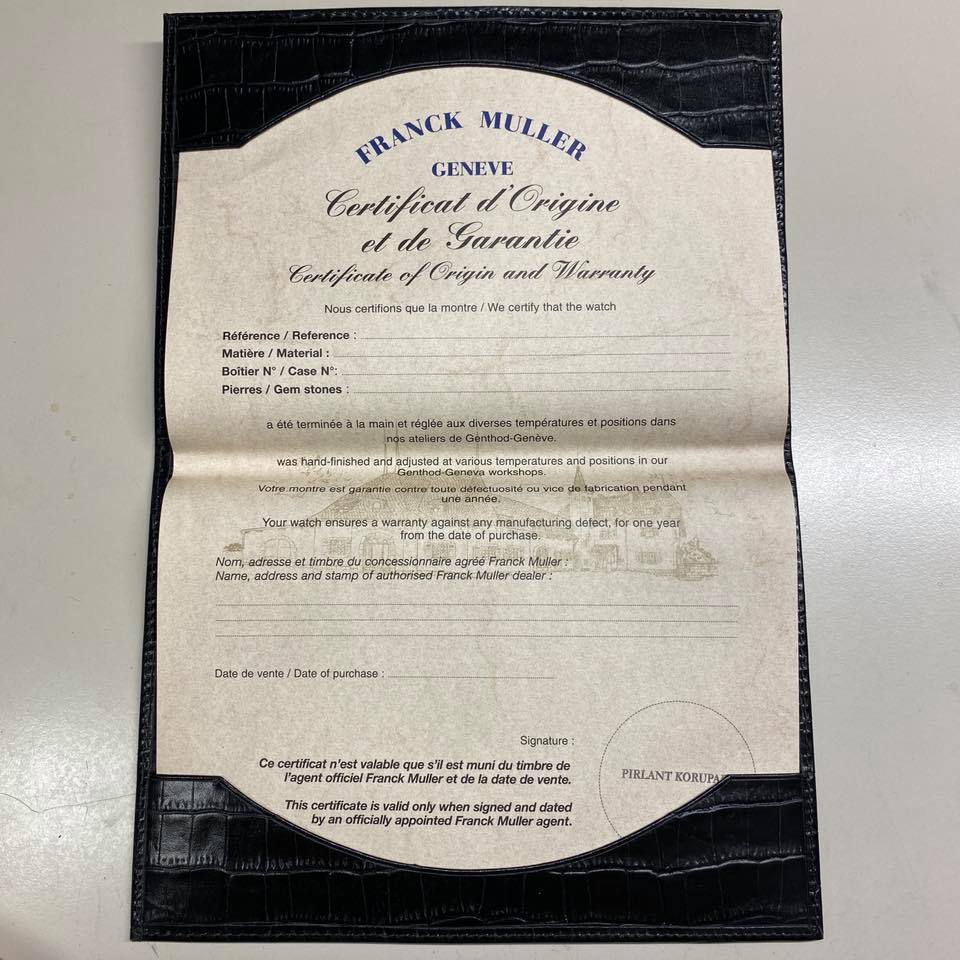 FRANCK MULLER
GENEVE
Certificat d'Origine
et de Garantie
Certificate of Origin and Warranty
Nous certifions que la montre / We certify that the watch
Référence / Reference :
Matière / Material :
Boîtier N° / Case N°:
Pierres / Gem stones :
a été terminée à la main et réglée aux diverses températures et positions dans
nos ateliers de Genthod-Genève.
was hand-finished and adjusted at various temperatures and positions in our
Genthod-Geneva workshops.
Votre montre est garantie contre toute défectuosité ou vice de fabrication pendant
une année.
Your watch ensures a warranty against any manufacturing defect, for one year
from the date of purchase.
Nom, adresse et timbre du concessionnaire agréé Franck Muller :
Name, address and stamp of authorised Franck Muller dealer :
Date de vente / Date of purchase :
Signature :
Ce certificat n'est valable que s'il est muni du timbre de
l'agent officiel Franck Muller et de la date de vente.
PIRLANT
This certificate is valid only when signed and dated
by an officially appointed Franck Muller agent.